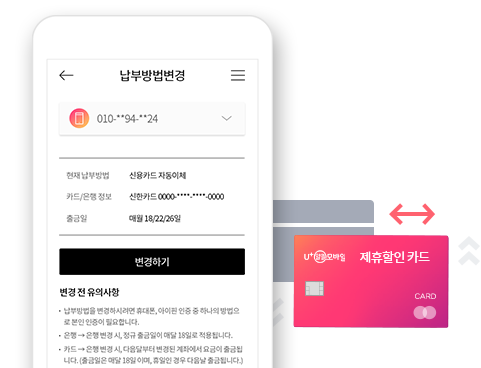 납부방법변경
010-**94-**24
현재 납부방법 신용카드 자동이체
카드/은행 정보 신한카드 0000-****-****-0000
출금일 매월 18/22/26일
변경하기
변경 전 유의사항
• 납부방법을 변경하시려면 휴대폰, 아이핀 인증 중 하나의 방법으
로 본인 인증이 필요합니다.
• 은행 → 은행 변경 시, 정규 출금일이 매달 18일로 적용됩니다.
• 카드 → 은행 변경 시, 다음달부터 변경된 계좌에서 요금이 출금됩
니다. (출금일은 매달 18일 이며, 휴일인 경우 다음날 출금됩니다.)
U+알뜰모바일 제휴할인 카드
CARD